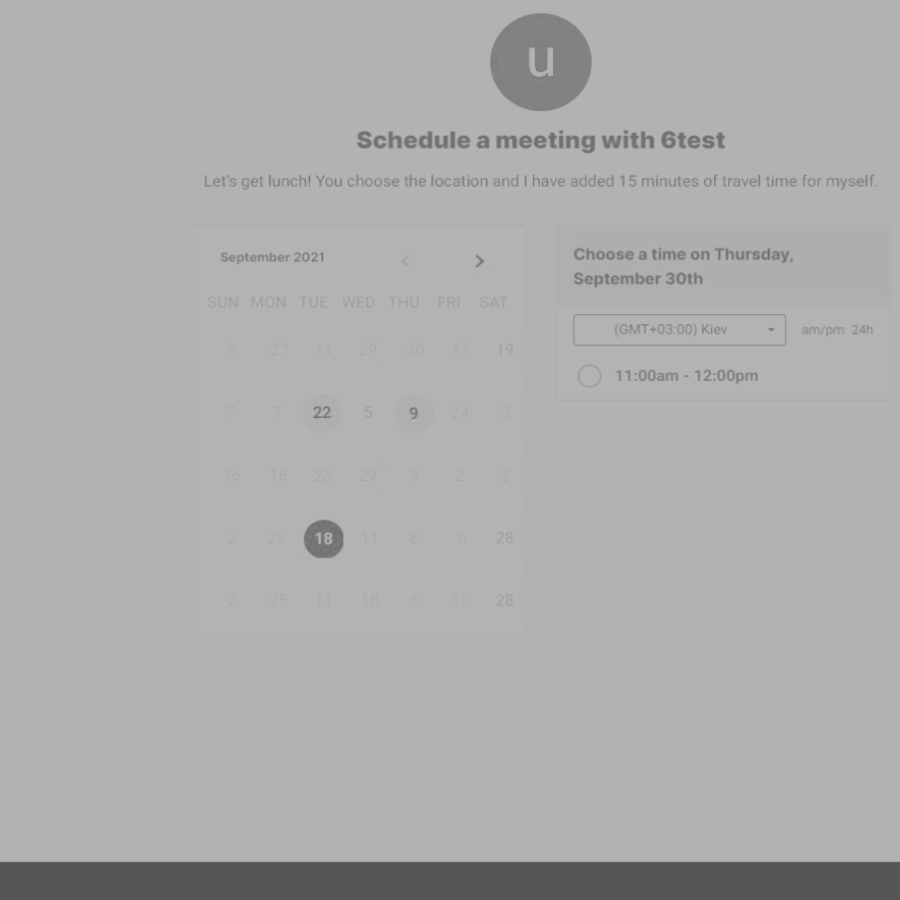 u
Schedule a meeting with 6test
Let's get lunch! You choose the location and I have added 15 minutes of travel time for myself.
September 2021 < >
SUN MON TUE WED THU FRI SAT
9 27 11 29 30 17 19
7 7 22 5 9 24 3
16 18 23 29 9 2 2
2 22 18 11 8 6 28
2 25 11 18 8 10 28
Choose a time on Thursday,
September 30th
(GMT+03:00) Kiev am/pm 24h
11:00am - 12:00pm